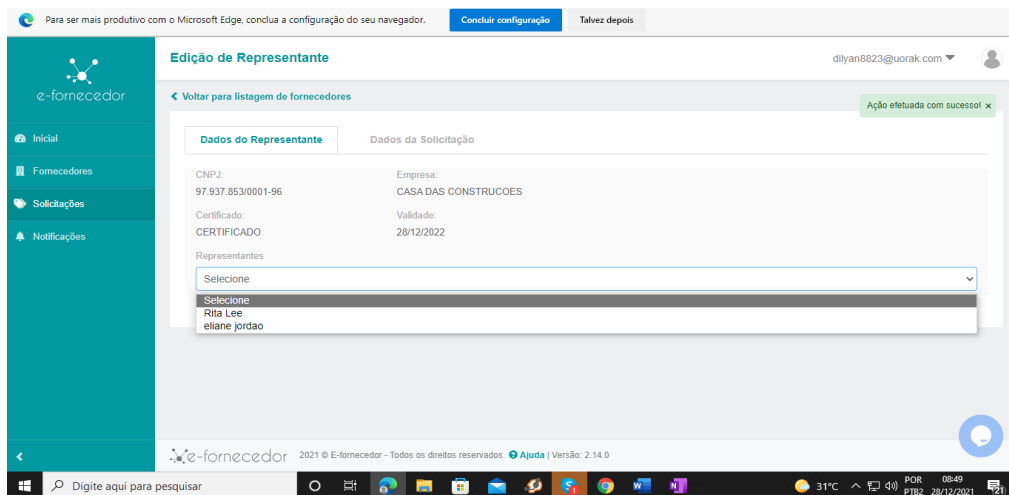 Para ser mais produtivo com o Microsoft Edge, conclua a configuração do seu navegador. Concluir configuração Talvez depois
e-fornecedor
Edição de Representante dilyan8823@uorak.com
Voltar para listagem de fornecedores
Ação efetuada com sucesso! ×
Inicial
Fornecedores
Solicitações
Notificações
Dados do Representante Dados da Solicitação
CNPJ: Empresa:
97.937.853/0001-96 CASA DAS CONSTRUCOES
Certificado: Validade:
CERTIFICADO 28/12/2022
Representantes
Selecione
Selecione
Rita Lee
eliane jordao
e-fornecedor 2021 © E-fornecedor - Todos os direitos reservados. Ajuda | Versão: 2.14.0
Digite aqui para pesquisar
31°C POR 08:49
PTB2 28/12/2021 21